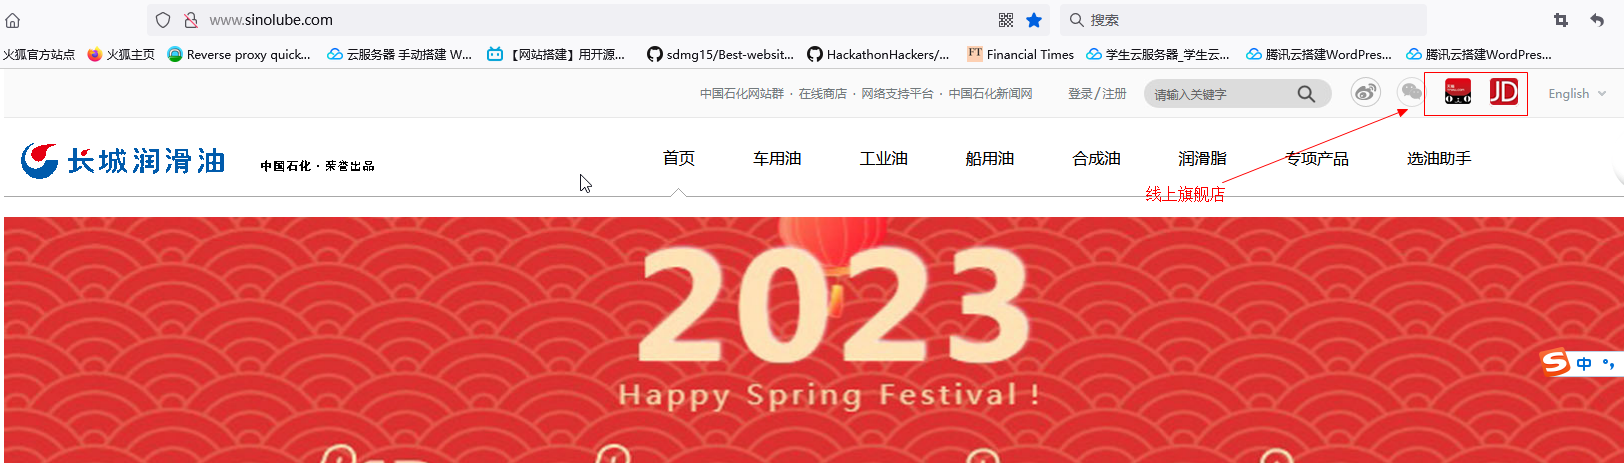 www.sinolube.com
搜索
火狐官方站点 火狐主页 Reverse proxy quick... 云服务器 手动搭建 W... 【网站搭建】用开源... sdmg15/Best-websit... HackathonHackers/... FT Financial Times 学生云服务器_学生云... 腾讯云搭建WordPres... 腾讯云搭建WordPres...
中国石化网站群 · 在线商店 · 网络支持平台 · 中国石化新闻网 登录/注册 请输入关键字 JD English
长城润滑油 中国石化 · 荣誉出品 首页 车用油 工业油 船用油 合成油 润滑脂 专项产品 选油助手
线上旗舰店
2023
Happy Spring Festival !
S 中 °,